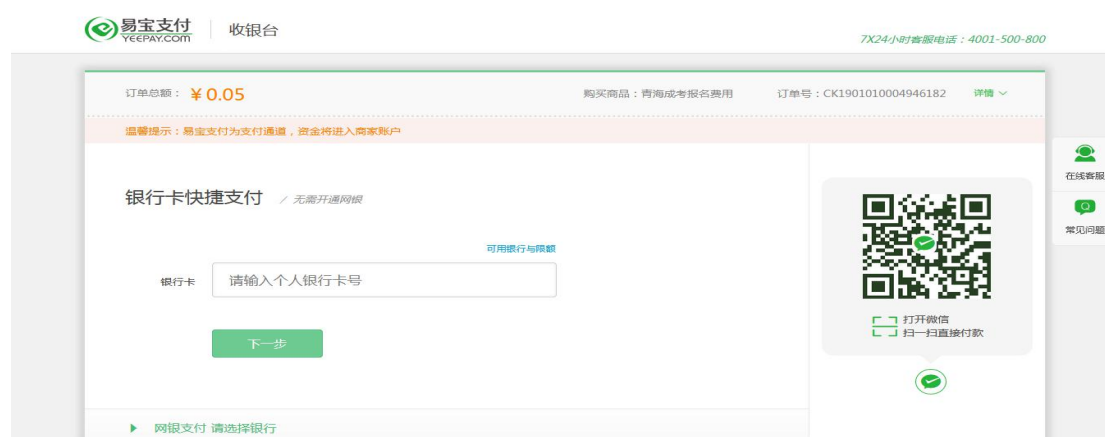 易宝支付
YEEPAY.COM
收银台
7X24小时客服电话：4001-500-800
订单总额： ￥0.05
购买商品：青海成考报名费用
订单号：CK1901010004946182
详情
温馨提示：易宝支付为支付通道，资金将进入商家账户
银行卡快捷支付 / 无需开通网银
可用银行与限额
银行卡 请输入个人银行卡号
下一步
打开微信
扫一扫直接付款
在线客服
常见问题
网银支付 请选择银行